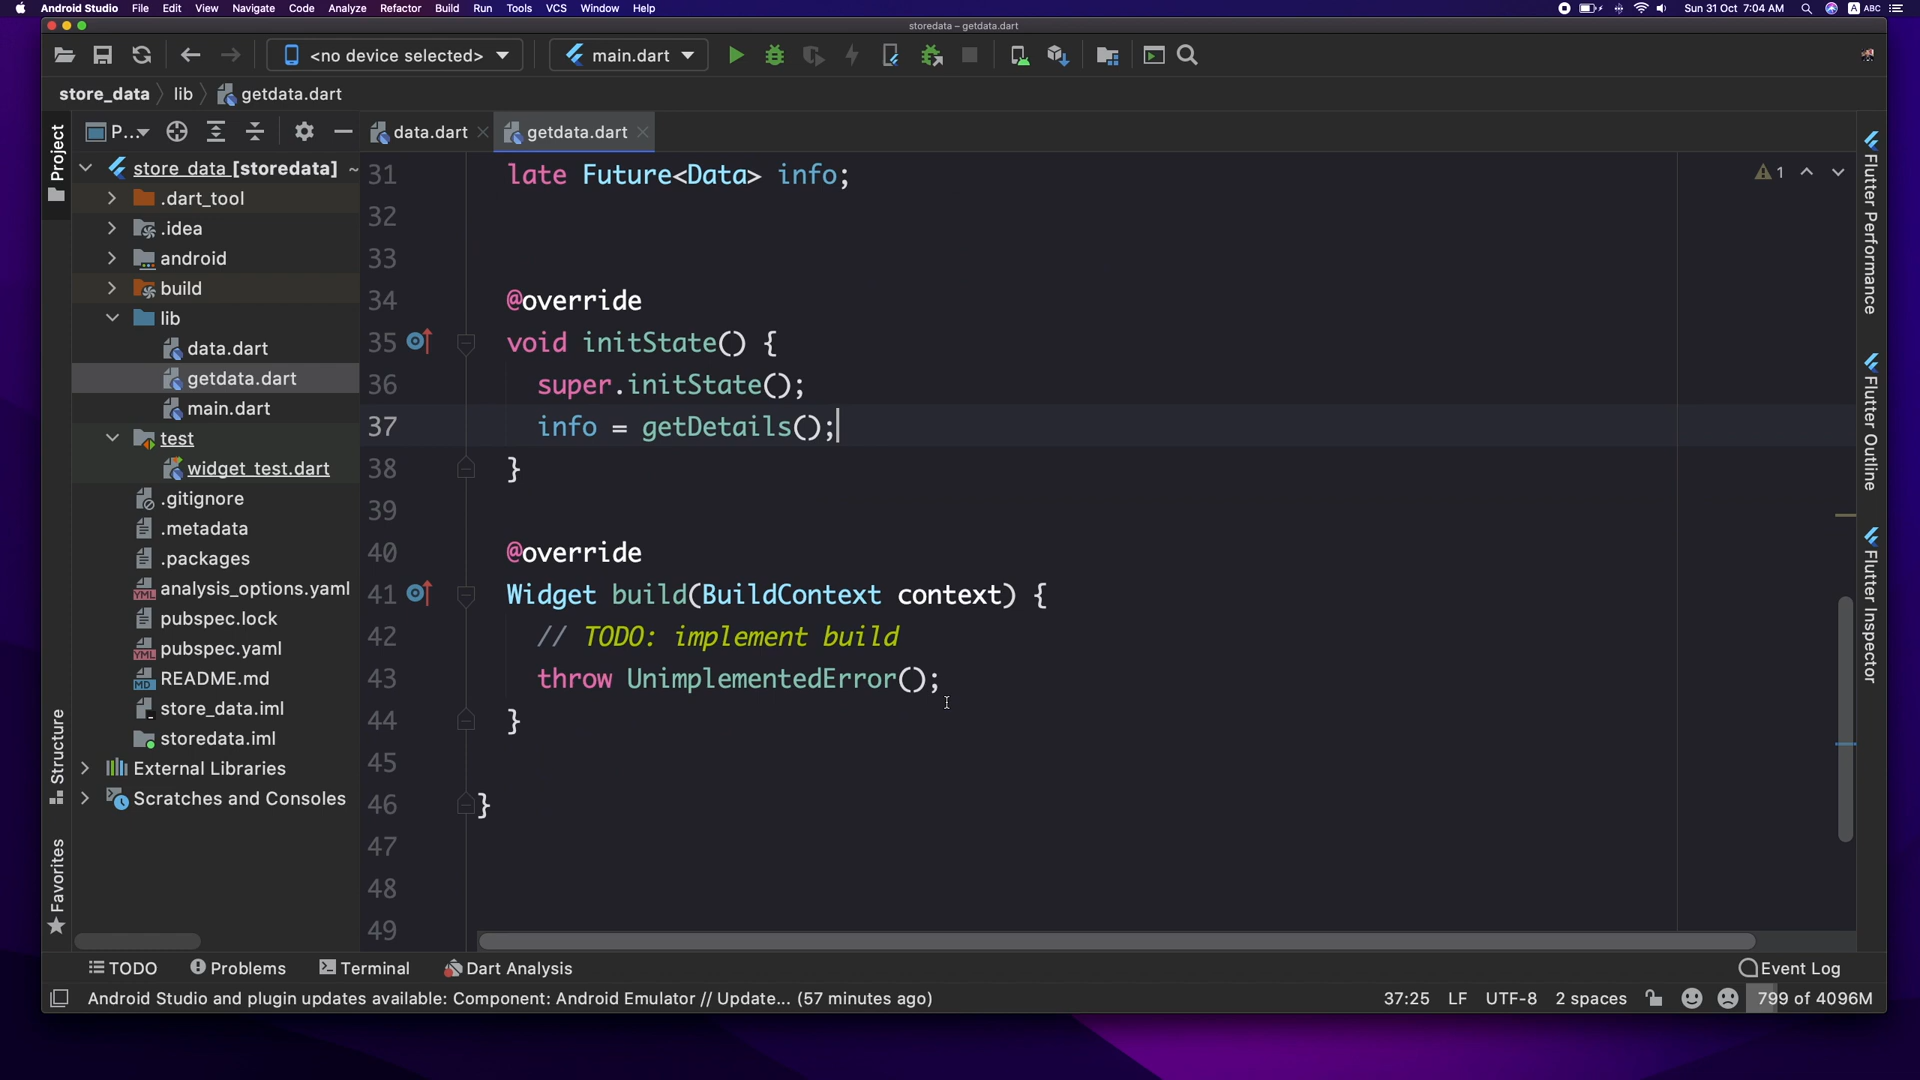 Android Studio File Edit View Navigate Code Analyze Refactor Build Run Tools VCS Window Help
A ABC
Sun 31 Oct 7:04 AM
storedata – getdata.dart
<no device selected>
main.dart
store_data
lib
getdata.dart
P...
data.dart
getdata.dart
Project
Structure
Favorites
store_data [storedata] ~
.dart_tool
.idea
android
build
lib
data.dart
getdata.dart
main.dart
test
widget_test.dart
.gitignore
.metadata
.packages
analysis_options.yaml
pubspec.lock
pubspec.yaml
README.md
store_data.iml
storedata.iml
External Libraries
Scratches and Consoles
31 late Future<Data> info;
32
33
34 @override
35 void initState() {
36 super.initState();
37 info = getDetails();
38 }
39
40 @override
41 Widget build(BuildContext context) {
42 // TODO: implement build
43 throw UnimplementedError();
44 }
45
46 }
47
48
49
1
Flutter Performance
Flutter Outline
Flutter Inspector
TODO
Problems
Terminal
Dart Analysis
Event Log
Android Studio and plugin updates available: Component: Android Emulator // Update... (57 minutes ago)
37:25 LF UTF-8 2 spaces
799 of 4096M